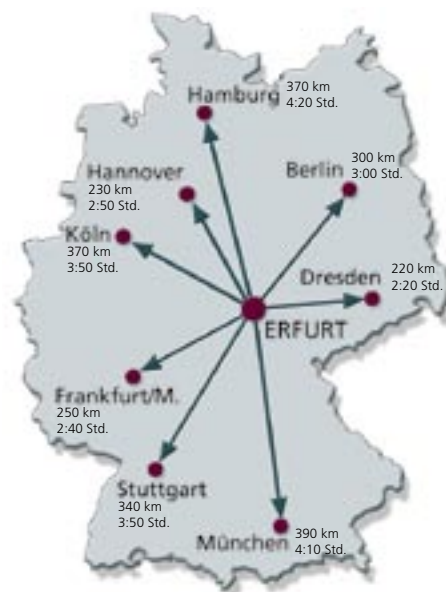 Hamburg
370 km
4:20 Std.
Hannover
230 km
2:50 Std.
Berlin
300 km
3:00 Std.
Köln
370 km
3:50 Std.
Dresden
220 km
2:20 Std.
ERFURT
Frankfurt/M.
250 km
2:40 Std.
Stuttgart
340 km
3:50 Std.
München
390 km
4:10 Std.